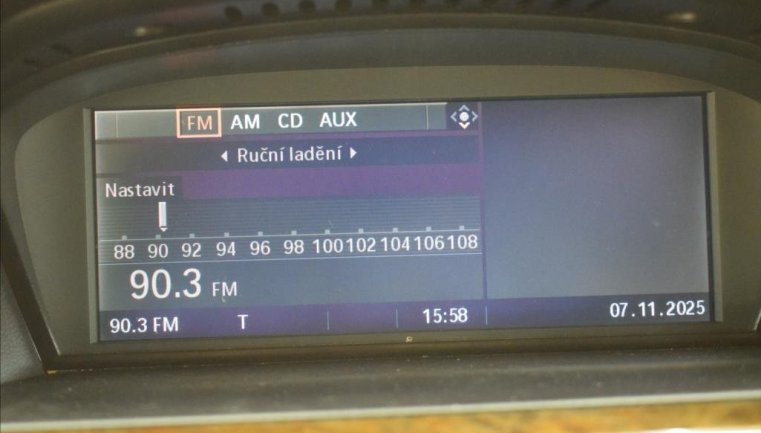 FM AM CD AUX
Ruční ladění
Nastavit
88 90 92 94 96 98 100 102 104 106 108
90.3 FM
90.3 FM T 15:58 07.11.2025